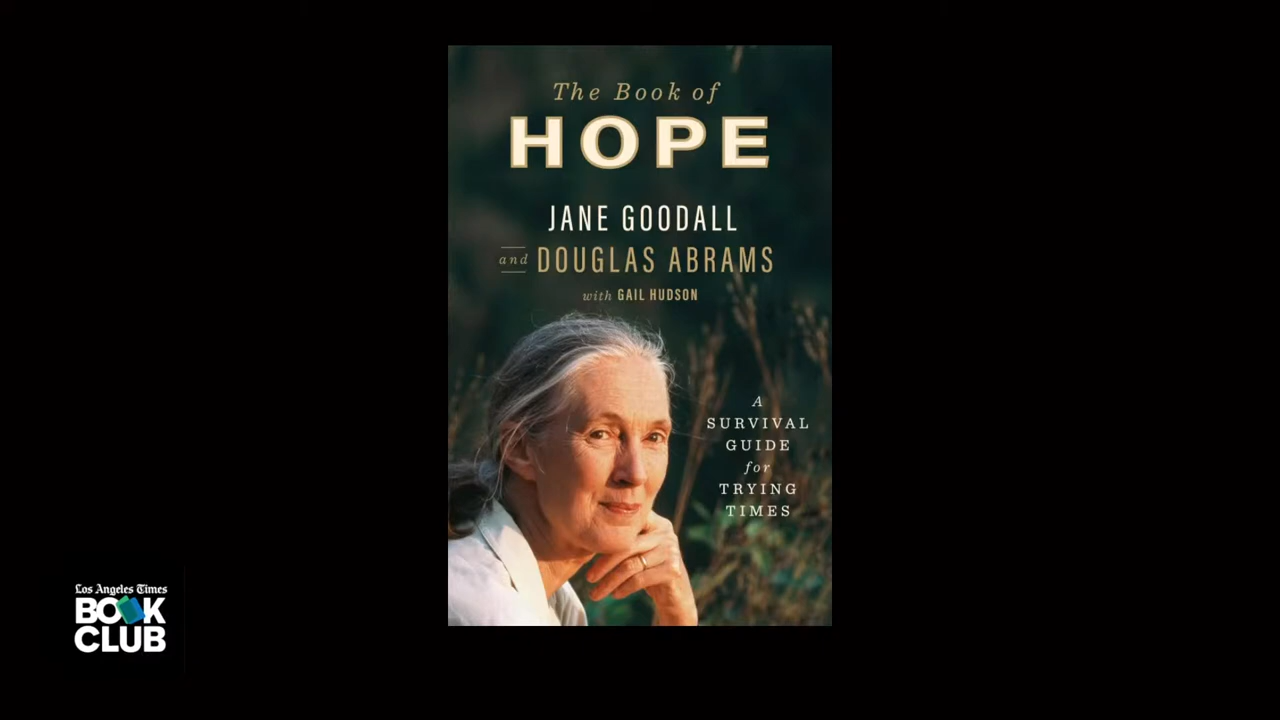 The Book of
HOPE
JANE GOODALL
and DOUGLAS ABRAMS
with GAIL HUDSON
A
SURVIVAL
GUIDE
for
TRYING
TIMES
Los Angeles Times
BOOK
CLUB